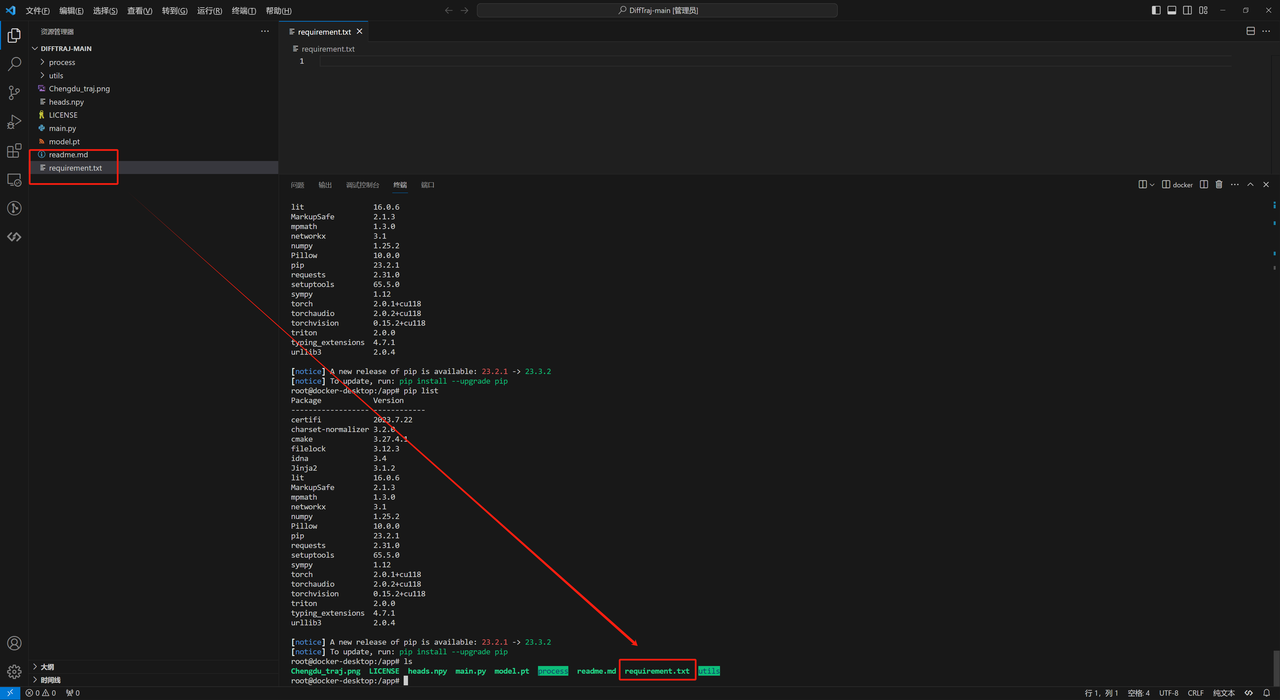 文件(F) 编辑(E) 选择(S) 查看(V) 转到(G) 运行(R) 终端(T) 帮助(H) DiffTraj-main [管理员]
资源管理器
DIFFTRAJ-MAIN
process
utils
Chengdu_traj.png
heads.npy
LICENSE
main.py
model.pt
readme.md
requirement.txt
大纲
时间线
requirement.txt
requirement.txt
1
问题 输出 调试控制台 终端 端口 docker
lit 16.0.6
MarkupSafe 2.1.3
mpmath 1.3.0
networkx 3.1
numpy 1.25.2
Pillow 10.0.0
pip 23.2.1
requests 2.31.0
setuptools 65.5.0
sympy 1.12
torch 2.0.1+cu118
torchaudio 2.0.2+cu118
torchvision 0.15.2+cu118
triton 2.0.0
typing_extensions 4.7.1
urllib3 2.0.4
[notice] A new release of pip is available: 23.2.1 -> 23.3.2
[notice] To update, run: pip install --upgrade pip
root@docker-desktop:/app# pip list
Package Version
------------------ ------------
certifi 2023.7.22
charset-normalizer 3.2.0
cmake 3.27.4.1
filelock 3.12.3
idna 3.4
Jinja2 3.1.2
lit 16.0.6
MarkupSafe 2.1.3
mpmath 1.3.0
networkx 3.1
numpy 1.25.2
Pillow 10.0.0
pip 23.2.1
requests 2.31.0
setuptools 65.5.0
sympy 1.12
torch 2.0.1+cu118
torchaudio 2.0.2+cu118
torchvision 0.15.2+cu118
triton 2.0.0
typing_extensions 4.7.1
urllib3 2.0.4
[notice] A new release of pip is available: 23.2.1 -> 23.3.2
[notice] To update, run: pip install --upgrade pip
root@docker-desktop:/app# ls
Chengdu_traj.png LICENSE heads.npy main.py model.pt process readme.md requirement.txt utils
root@docker-desktop:/app#
0 0 0 行 1，列 1 空格: 4 UTF-8 CRLF 纯文本